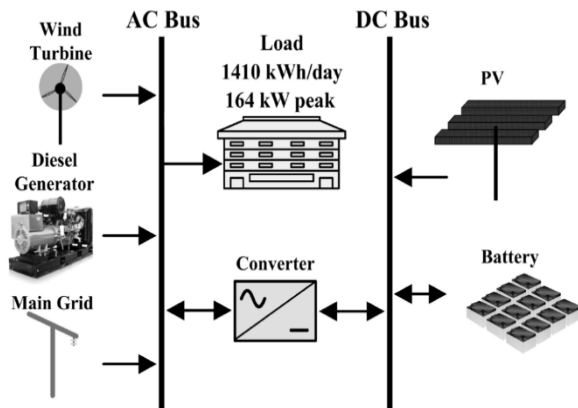 Wind
Turbine
AC Bus
Load
1410 kWh/day
164 kW peak
DC Bus
PV
Diesel
Generator
Converter
Battery
Main Grid